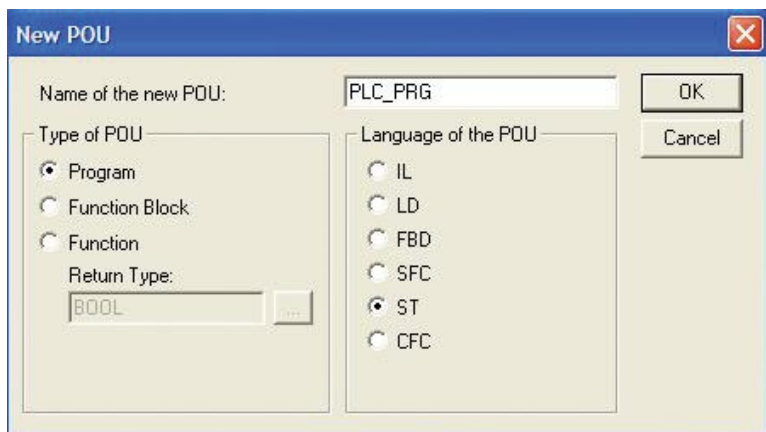 New POU
Name of the new POU:
PLC_PRG
OK
Cancel
Type of POU
Program
Function Block
Function
Return Type:
BOOL
...
Language of the POU
IL
LD
FBD
SFC
ST
CFC